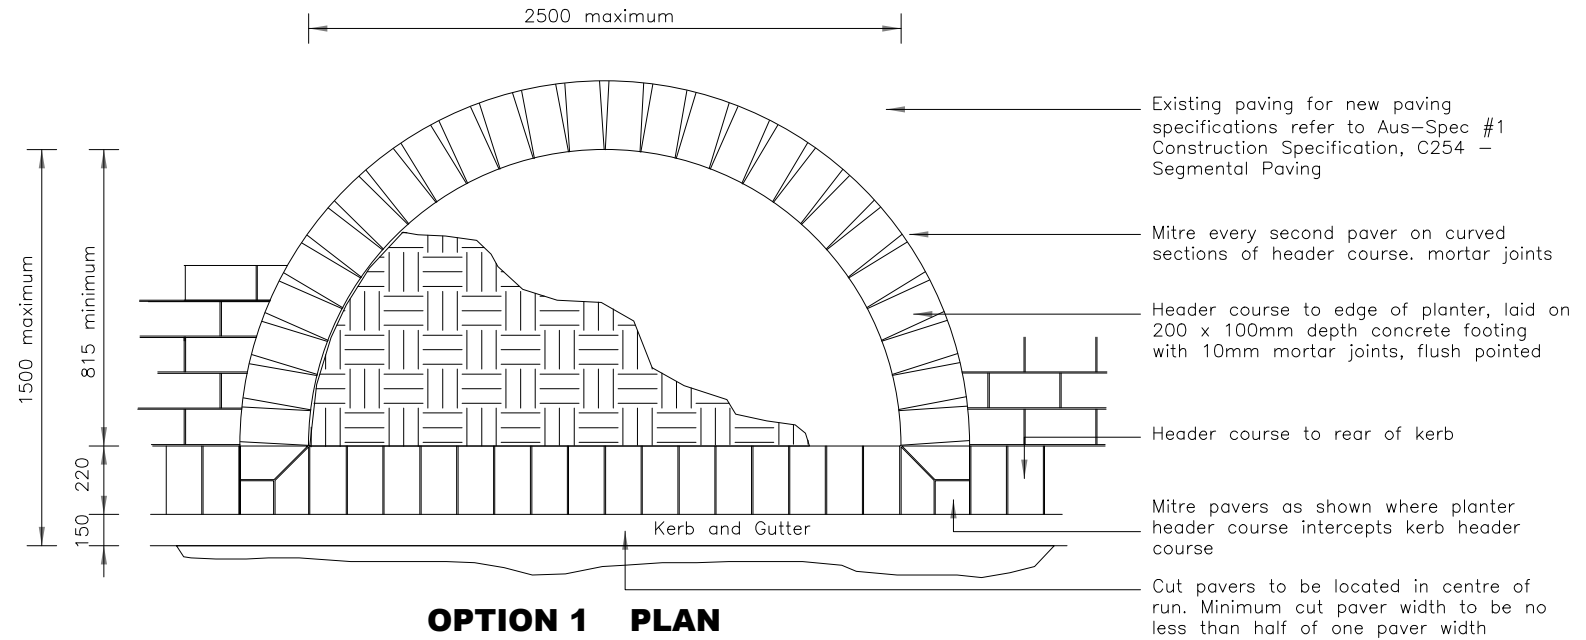 2500 maximum
Existing paving for new paving
specifications refer to Aus-Spec #1
Construction Specification, C254 -
Segmental Paving
Mitre every second paver on curved
sections of header course. mortar joints
Header course to edge of planter, laid on
200 x 100mm depth concrete footing
with 10mm mortar joints, flush pointed
1500 maximum
815 minimum
Header course to rear of kerb
220
150
Kerb and Gutter
Mitre pavers as shown where planter
header course intercepts kerb header
course
Cut pavers to be located in centre of
run. Minimum cut paver width to be no
less than half of one paver width
OPTION 1 PLAN